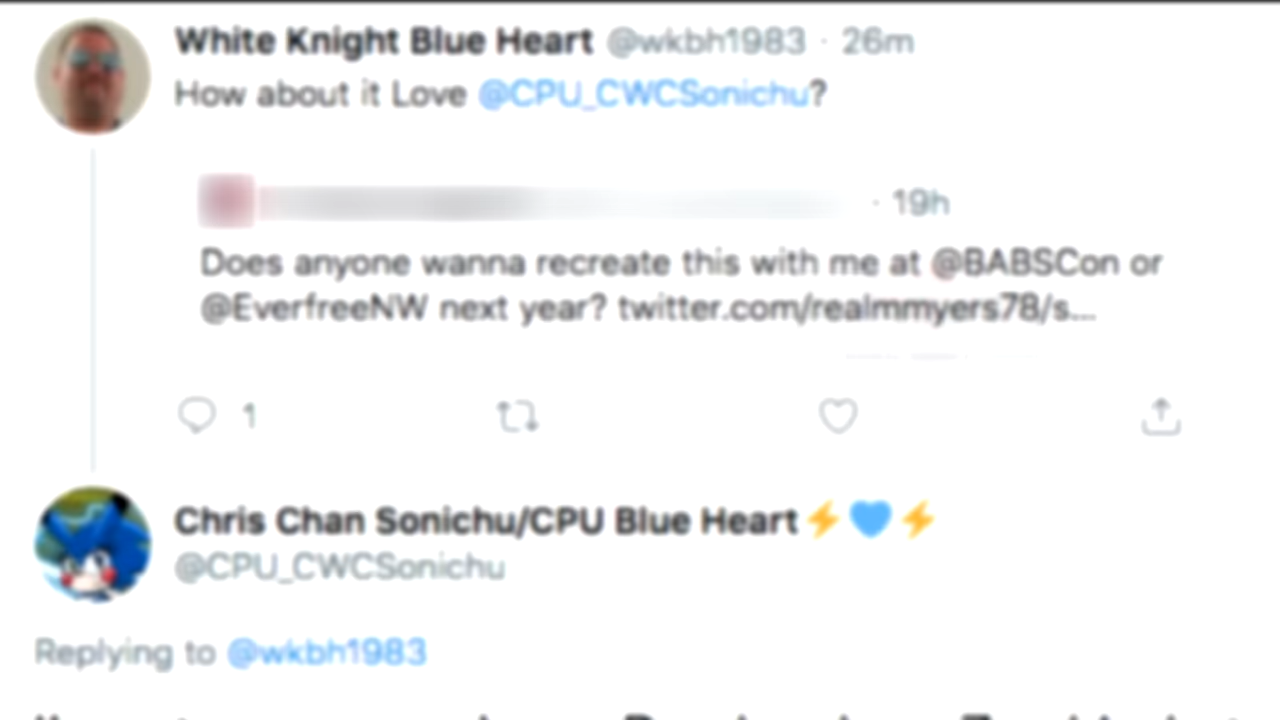 White Knight Blue Heart @wkbh1983 · 26m
How about it Love @CPU_CWCSonichu?
· 19h
Does anyone wanna recreate this with me at @BABSCon or
@EverfreeNW next year? twitter.com/realmmyers78/s...
1
Chris Chan Sonichu/CPU Blue Heart⚡💙⚡
@CPU_CWCSonichu
Replying to @wkbh1983